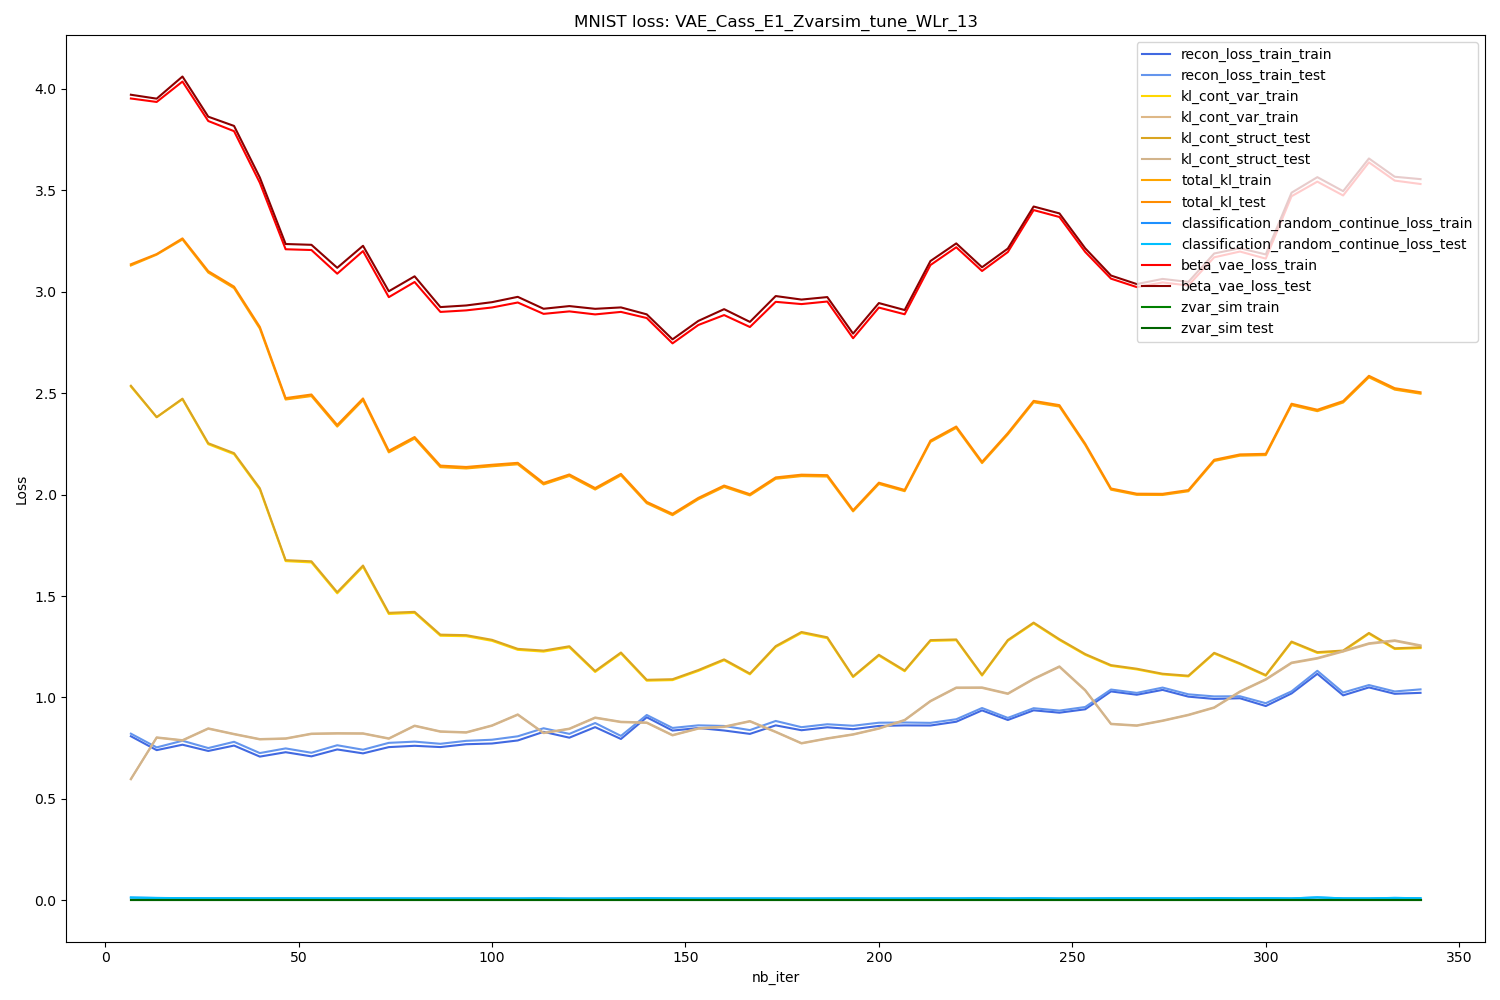 MNIST loss: VAE_Cass_E1_Zvarsim_tune_WLr_13
recon_loss_train_train
recon_loss_train_test
kl_cont_var_train
kl_cont_var_train
kl_cont_struct_test
kl_cont_struct_test
total_kl_train
total_kl_test
classification_random_continue_loss_train
classification_random_continue_loss_test
beta_vae_loss_train
beta_vae_loss_test
zvar_sim train
zvar_sim test
4.0
3.5
3.0
2.5
2.0
1.5
1.0
0.5
0.0
Loss
0 50 100 150 200 250 300 350
nb_iter